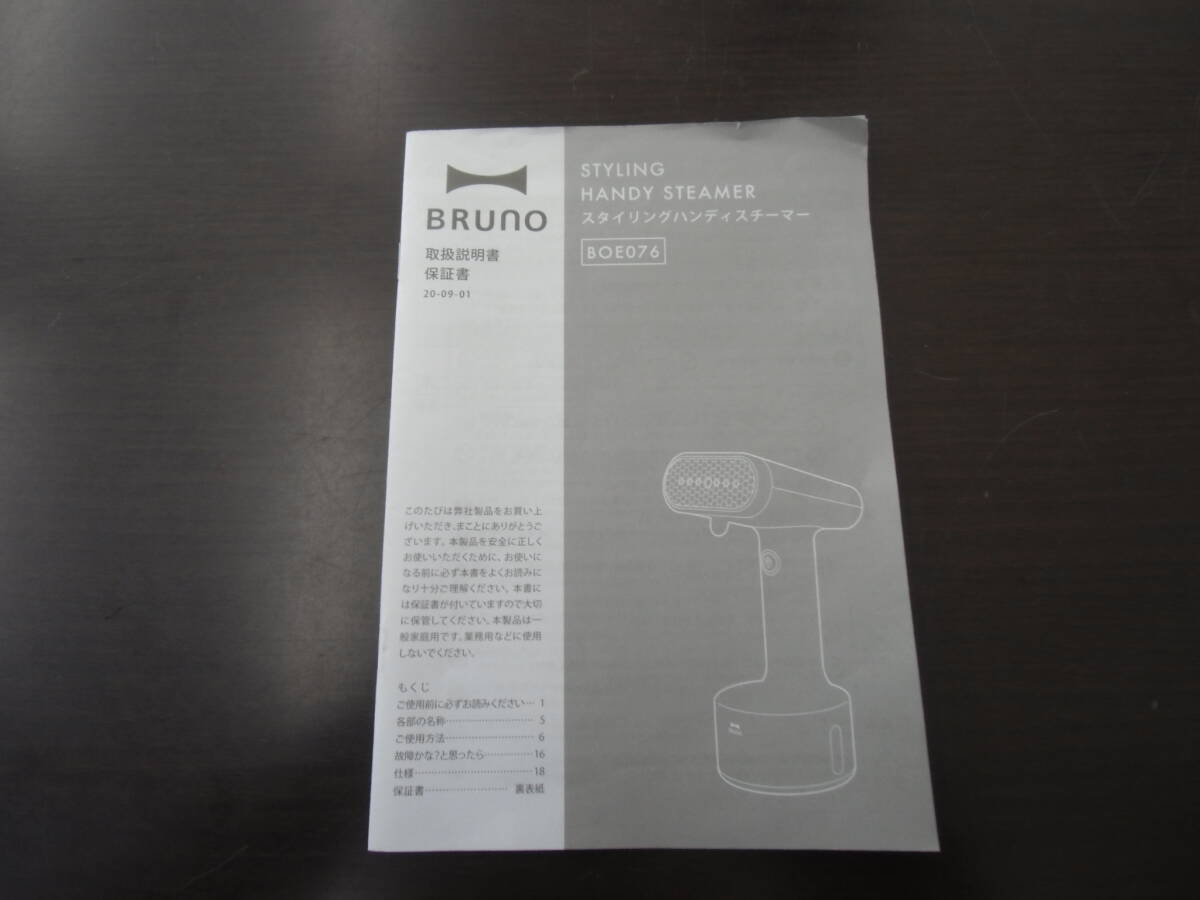 BRUNO
取扱説明書
保証書
20-09-01
STYLING
HANDY STEAMER
スタイリングハンディスチーマー
BOE076
このたびは弊社製品をお買い上
げいただき、まことにありがとうご
ざいます。本製品を安全に正しく
お使いいただくために、お使いに
なる前に必ず本書をよくお読みに
なり十分ご理解ください。本書に
は保証書が付いていますので大切
に保管してください。本製品は一
般家庭用です。業務用などに使用
しないでください。
もくじ
ご使用前に必ずお読みください… 1
各部の名称…………………… 5
ご使用方法…………………… 6
故障かな?と思ったら…………16
仕様……………………………18
保証書…………………… 裏表紙